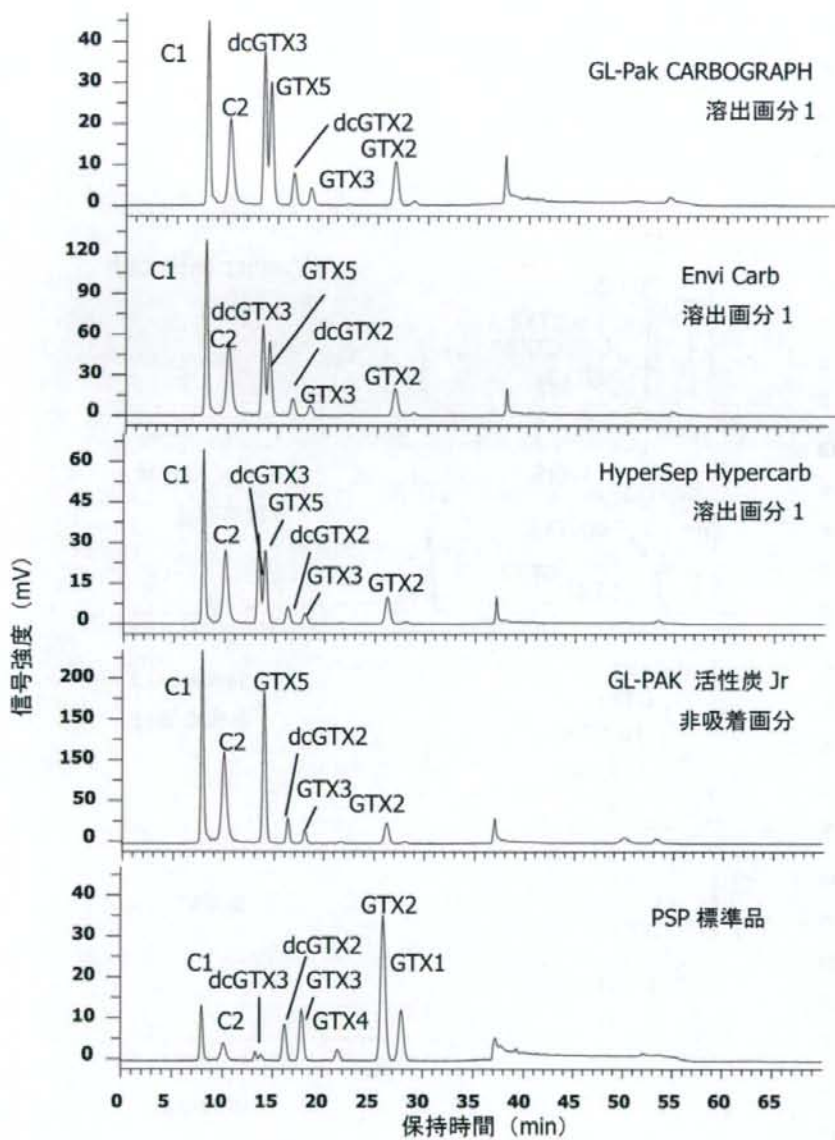 C1
dcGTX3
GTX5
C2
dcGTX2
GTX3
GTX2
GL-Pak CARBOGRAPH
溶出画分 1
40
30
20
10
0
C1
GTX5
dcGTX3
C2
dcGTX2
GTX3
GTX2
Envi Carb
溶出画分 1
120
90
60
30
0
C1
dcGTX3
GTX5
C2
dcGTX2
GTX3
GTX2
HyperSep Hypercarb
溶出画分 1
60
45
30
15
0
C1
GTX5
C2
dcGTX2
GTX3
GTX2
GL-PAK 活性炭 Jr
非吸着画分
200
150
150
50
0
GTX2
dcGTX2
C1
dcGTX3
GTX3
GTX1
C2
GTX4
PSP 標準品
40
30
20
10
0
信号強度 (mV)
0 5 10 15 20 25 30 35 40 45 50 55 60 65
保持時間 (min)